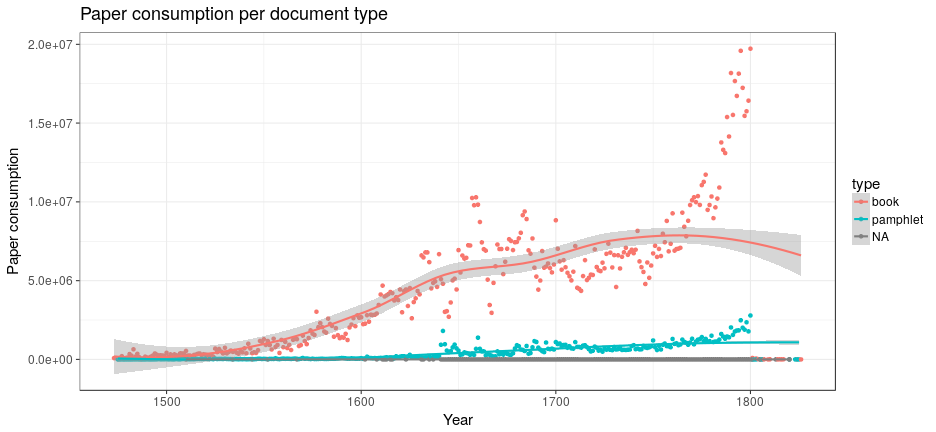 Paper consumption per document type
2.0e+07
1.5e+07
1.0e+07
5.0e+06
0.0e+00
Paper consumption
1500 1600 1700 1800
Year
type
book
pamphlet
NA